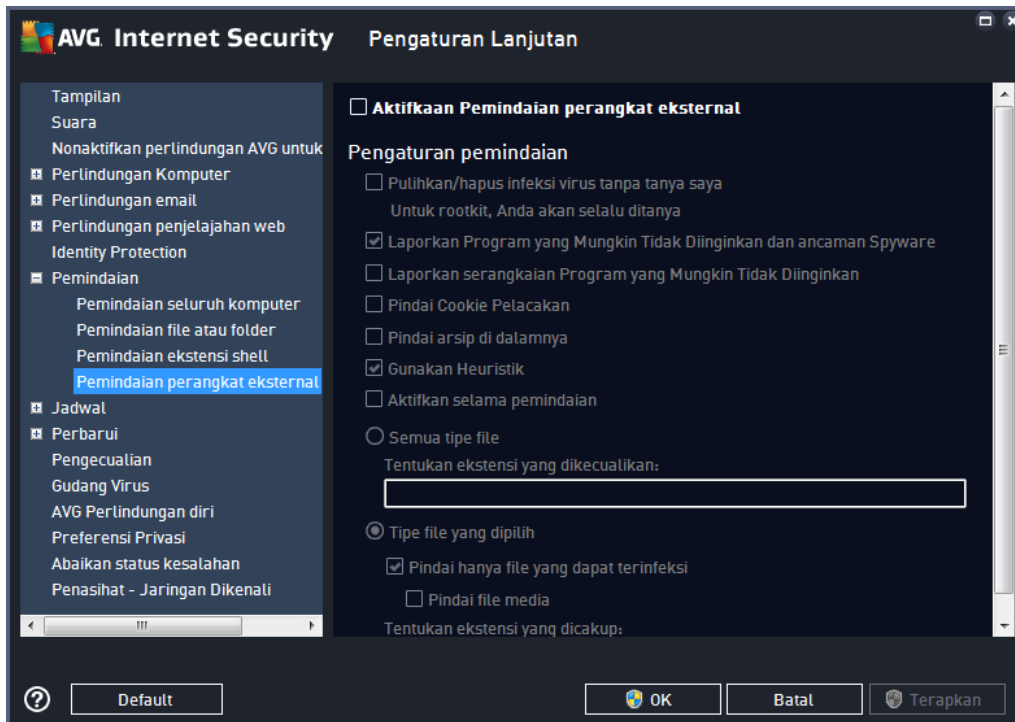 AVG Internet Security Pengaturan Lanjutan
Tampilan
Suara
Nonaktifkan perlindungan AVG untuk
Perlindungan Komputer
Perlindungan email
Perlindungan penjelajahan web
Identity Protection
Pemindaian
Pemindaian seluruh komputer
Pemindaian file atau folder
Pemindaian ekstensi shell
Pemindaian perangkat eksternal
Jadwal
Perbarui
Pengecualian
Gudang Virus
AVG Perlindungan diri
Preferensi Privasi
Abaikan status kesalahan
Penasihat - Jaringan Dikenali
Aktifkaan Pemindaian perangkat eksternal
Pengaturan pemindaian
Pulihkan/hapus infeksi virus tanpa tanya saya
Untuk rootkit, Anda akan selalu ditanya
Laporkan Program yang Mungkin Tidak Diinginkan dan ancaman Spyware
Laporkan serangkaian Program yang Mungkin Tidak Diinginkan
Pindai Cookie Pelacakan
Pindai arsip di dalamnya
Gunakan Heuristik
Aktifkan selama pemindaian
Semua tipe file
Tentukan ekstensi yang dikecualikan:
Tipe file yang dipilih
Pindai hanya file yang dapat terinfeksi
Pindai file media
Tentukan ekstensi yang dicakup:
? Default OK Batal Terapkan